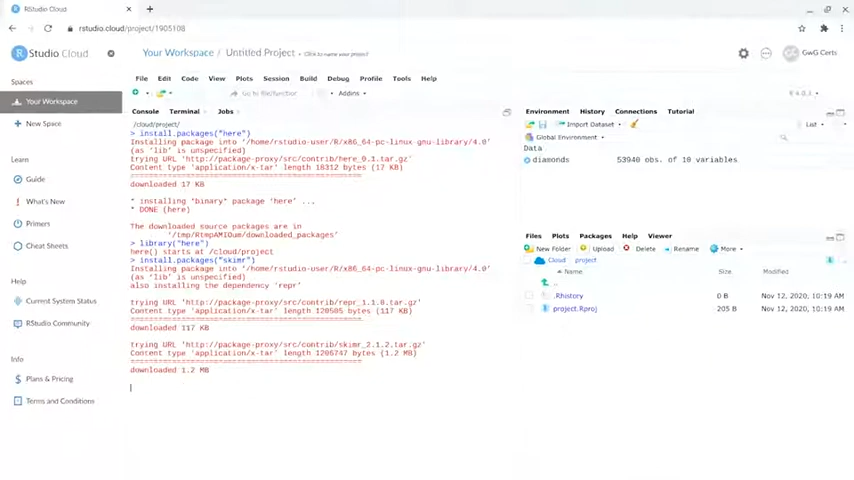 RStudio Cloud
rstudio.cloud/project/1905108
R Studio Cloud
Your Workspace / Untitled Project
GwG Certs
Spaces
Your Workspace
New Space
Learn
Guide
What's New
Primers
Cheat Sheets
Help
Current System Status
RStudio Community
Info
Plans & Pricing
Terms and Conditions
File Edit Code View Plots Session Build Debug Profile Tools Help
Go to file/function
Addins
R 4.0.3
Console Terminal Jobs
/cloud/project/
> install.packages("here")
Installing package into '/home/rstudio-user/R/x86_64-pc-linux-gnu-library/4.0'
(as 'lib' is unspecified)
trying URL 'http://package-proxy/src/contrib/here_0.1.tar.gz'
Content type 'application/x-tar' length 18312 bytes (17 KB)
==================================================
downloaded 17 KB
* installing *binary* package 'here' ...
* DONE (here)
The downloaded source packages are in
> library("here")
here() starts at /cloud/project
> install.packages("skimr")
Installing package into '/home/rstudio-user/R/x86_64-pc-linux-gnu-library/4.0'
(as 'lib' is unspecified)
also installing the dependency 'repr'
trying URL 'http://package-proxy/src/contrib/repr_1.1.0.tar.gz'
Content type 'application/x-tar' length 120585 bytes (117 KB)
==================================================
downloaded 117 KB
trying URL 'http://package-proxy/src/contrib/skimr_2.1.2.tar.gz'
Content type 'application/x-tar' length 1206747 bytes (1.2 MB)
==================================================
downloaded 1.2 MB
Environment History Connections Tutorial
Import Dataset
List
Global Environment
Data
diamonds 53940 obs. of 10 variables
Files Plots Packages Help Viewer
New Folder Upload Delete Rename More
Cloud project
Name Size Modified
..
.Rhistory 0 B Nov 12, 2020, 10:19 AM
project.Rproj 205 B Nov 12, 2020, 10:19 AM